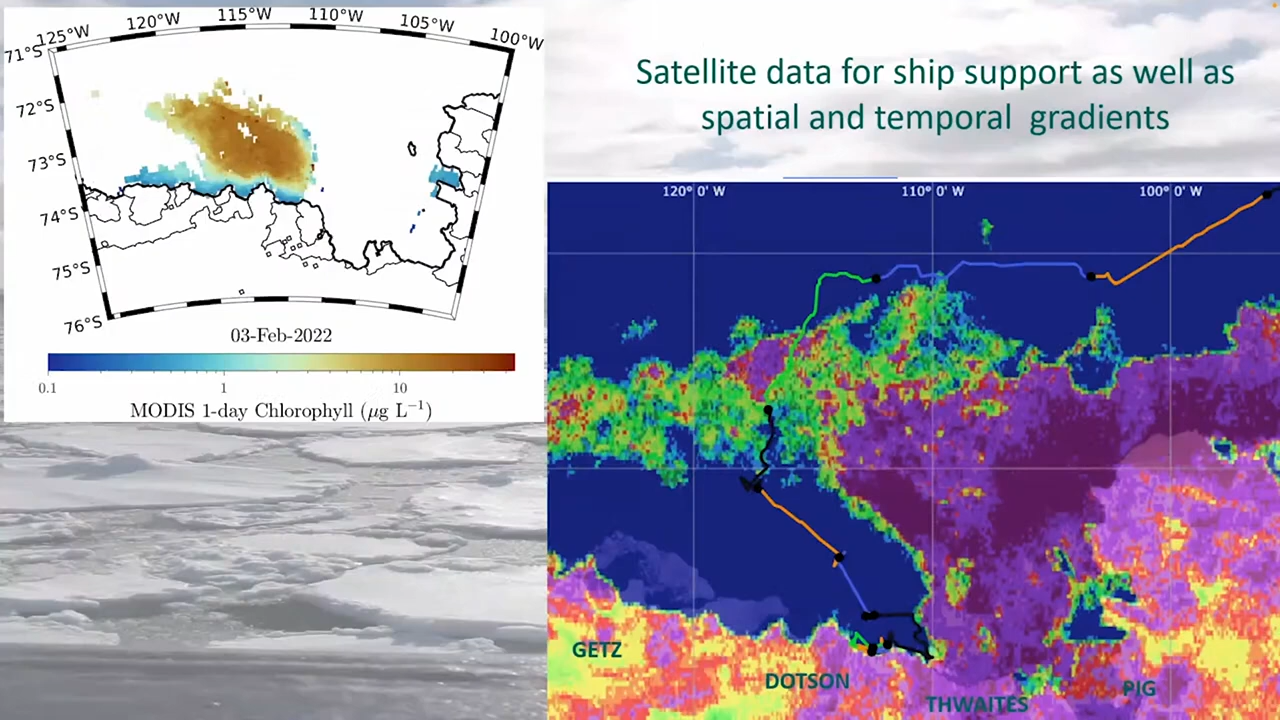 125°W
120°W
115°W
110°W
105°W
100°W
71°S
72°S
73°S
74°S
75°S
76°S
03-Feb-2022
0.1
1
10
MODIS 1-day Chlorophyll (μg L⁻¹)
Satellite data for ship support as well as
spatial and temporal gradients
120° 0' W
110° 0' W
100° 0' W
GETZ
DOTSON
THWAITES
PIG